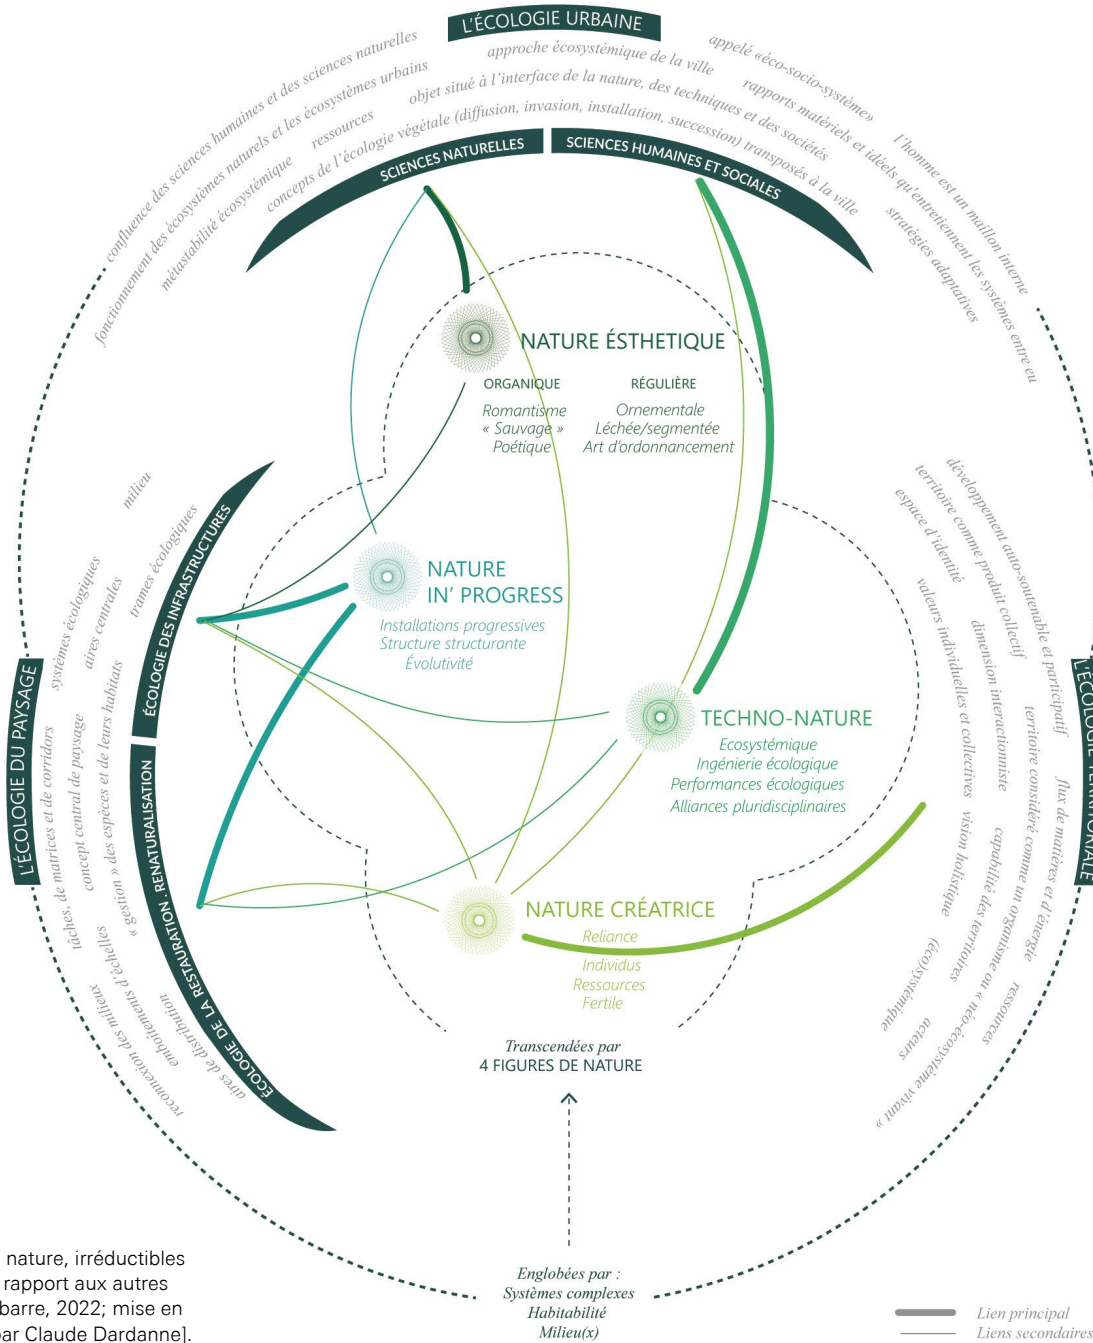 L'ÉCOLOGIE URBAINE
confluence des sciences humaines et des sciences naturelles
approche écosystémique de la ville
appelé «éco-socio-système»
fonctionnement des écosystèmes naturels et les écosystèmes urbains
objet situé à l'interface de la nature, des techniques et des sociétés
rapports matériels et idéels qu'entretiennent les systèmes entre eu
l'homme est un maillon interne
métastabilité écosystémique
ressources
concepts de l'écologie végétale (diffusion, invasion, installation, succession) transposés à la ville
stratégies adaptatives
SCIENCES NATURELLES
SCIENCES HUMAINES ET SOCIALES
NATURE ÉSTHETIQUE
ORGANIQUE
Romantisme
« Sauvage »
Poétique
RÉGULIÈRE
Ornementale
Léchée/segmentée
Art d'ordonnancement
L'ÉCOLOGIE DU PAYSAGE
milieu
trames écologiques
systèmes écologiques
aires centrales
tâches, de matrices et de corridors
concept central de paysage
« gestion » des espèces et de leurs habitats
reconnexion des milieux
emboitements d'échelles
aires de distribution
ÉCOLOGIE DES INFRASTRUCTURES
ÉCOLOGIE DE LA RESTAURATION . RENATURALISATION
NATURE
IN' PROGRESS
Installations progressives
Structure structurante
Évolutivité
TECHNO-NATURE
Ecosystémique
Ingénierie écologique
Performances écologiques
Alliances pluridisciplinaires
NATURE CRÉATRICE
Reliance
Individus
Ressources
Fertile
L'ÉCOLOGIE TERRITORIALE
développement auto-soutenable et participatif
flux de matières et d'énergie
ressources
territoire comme produit collectif
territoire considéré comme un organisme ou « néo-écosystème vivant »
espace d'identité
dimension interactionniste
capabilité des territoires
acteurs
valeurs individuelles et collectives
vision holistique
(éco)systémique
Transcendées par
4 FIGURES DE NATURE
Englobées par :
Systèmes complexes
Habitabilité
Milieu(x)
nature, irréductibles
rapport aux autres
barre, 2022; mise en
par Claude Dardanne].
Lien principal
Liens secondaires